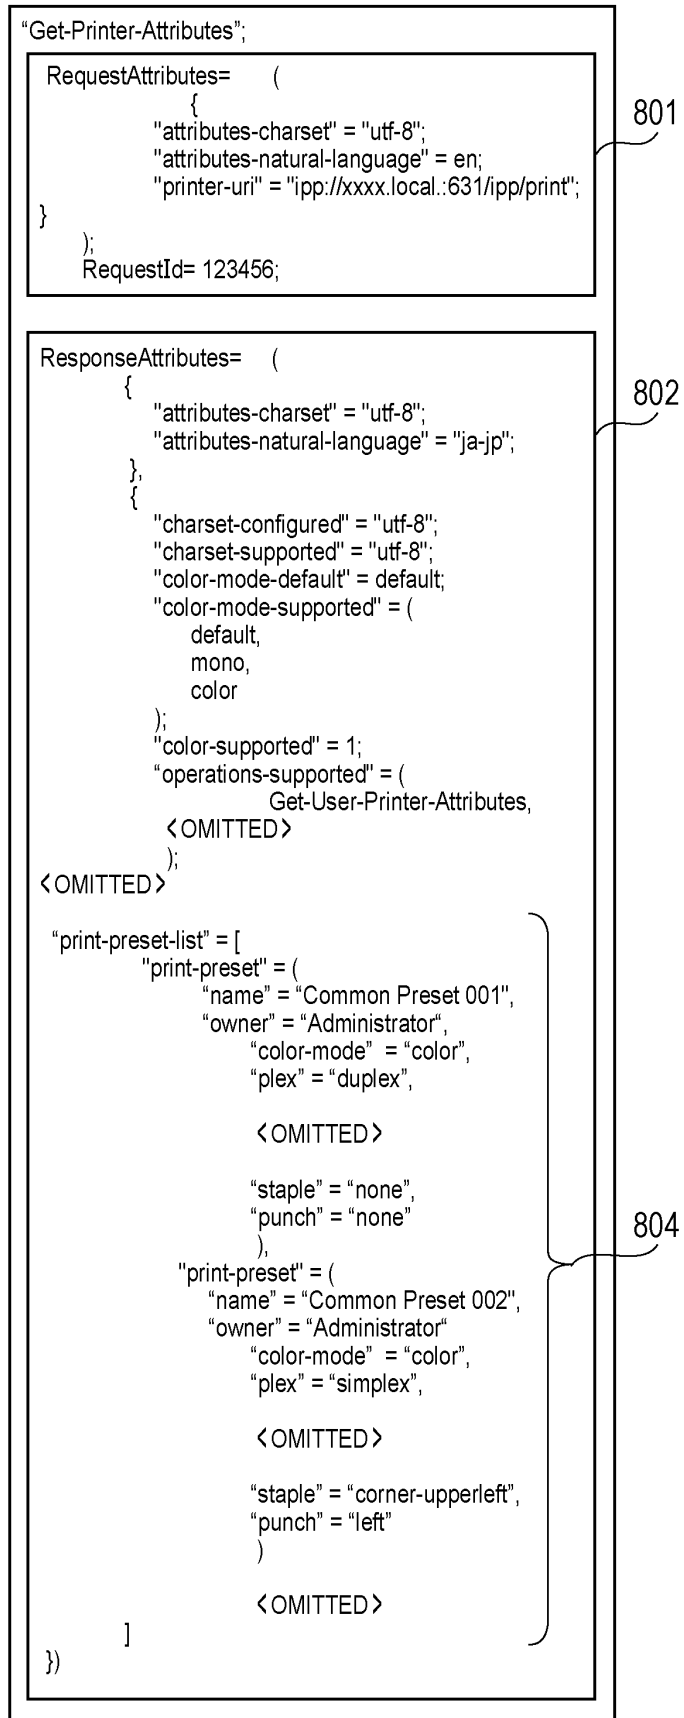 “Get-Printer-Attributes”;
RequestAttributes= (
{
"attributes-charset" = "utf-8";
"attributes-natural-language" = en;
"printer-uri" = "ipp://xxxx.local.:631/ipp/print";
}
);
RequestId= 123456;
801
ResponseAttributes= (
{
"attributes-charset" = "utf-8";
"attributes-natural-language" = "ja-jp";
},
{
"charset-configured" = "utf-8";
"charset-supported" = "utf-8";
"color-mode-default" = default;
"color-mode-supported" = (
default,
mono,
color
);
"color-supported" = 1;
“operations-supported" = (
Get-User-Printer-Attributes,
<OMITTED>
);
<OMITTED>
802
“print-preset-list” = [
"print-preset" = (
“name” = “Common Preset 001",
“owner” = “Administrator“,
“color-mode” = “color”,
“plex” = “duplex”,
<OMITTED>
“staple” = “none”,
“punch” = “none”
),
"print-preset" = (
“name” = “Common Preset 002",
“owner” = “Administrator“
“color-mode” = “color”,
“plex” = “simplex”,
<OMITTED>
“staple” = “corner-upperleft”,
“punch” = “left”
)
<OMITTED>
]
})
804